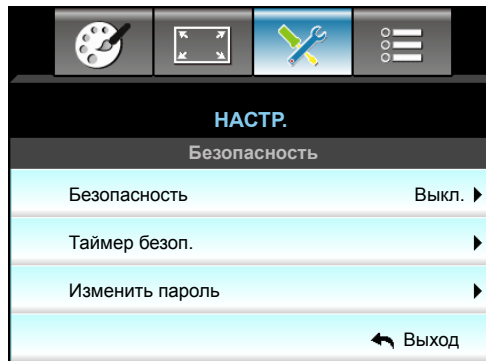 НАСТР.
Безопасность
Безопасность Выкл.
Таймер безоп.
Изменить пароль
Выход